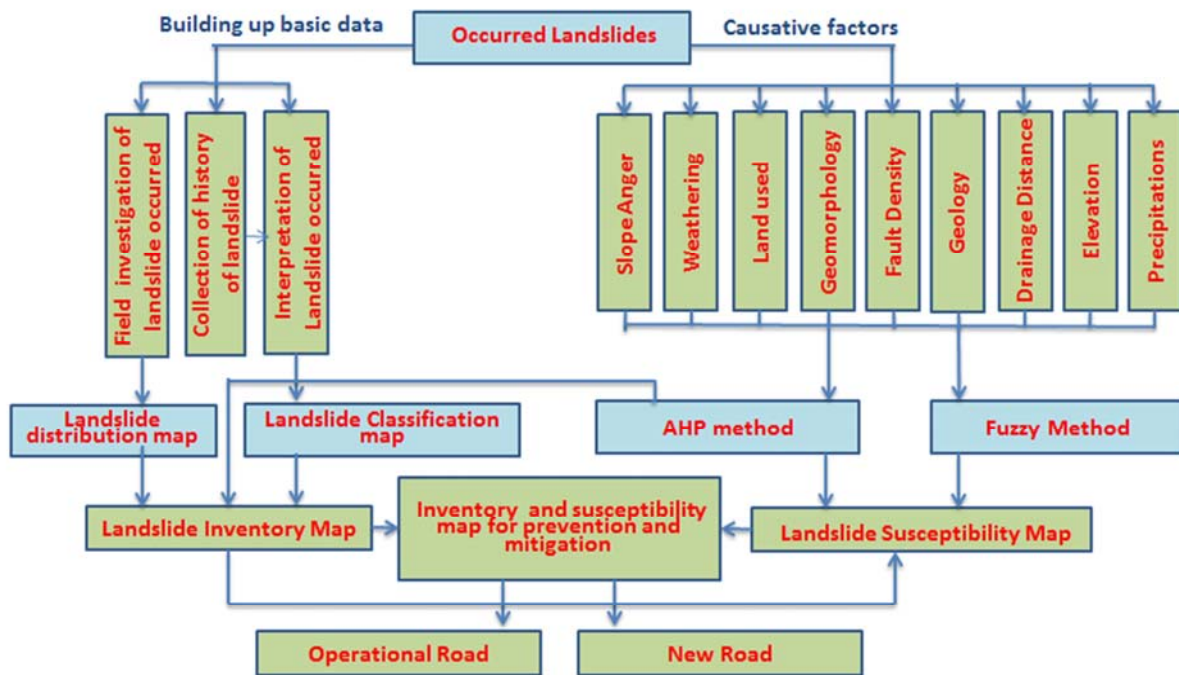 Building up basic data
Occurred Landslides
Causative factors
Field investigation of
landslide occurred
Collection of history
of landslide
Interpretation of
Landslide occurred
Slope Anger
Weathering
Land used
Geomorphology
Fault Density
Geology
Drainage Distance
Elevation
Precipitations
Landslide
distribution map
Landslide Classification
map
AHP method
Fuzzy Method
Landslide Inventory Map
Inventory and susceptibility
map for prevention and
mitigation
Landslide Susceptibility Map
Operational Road
New Road